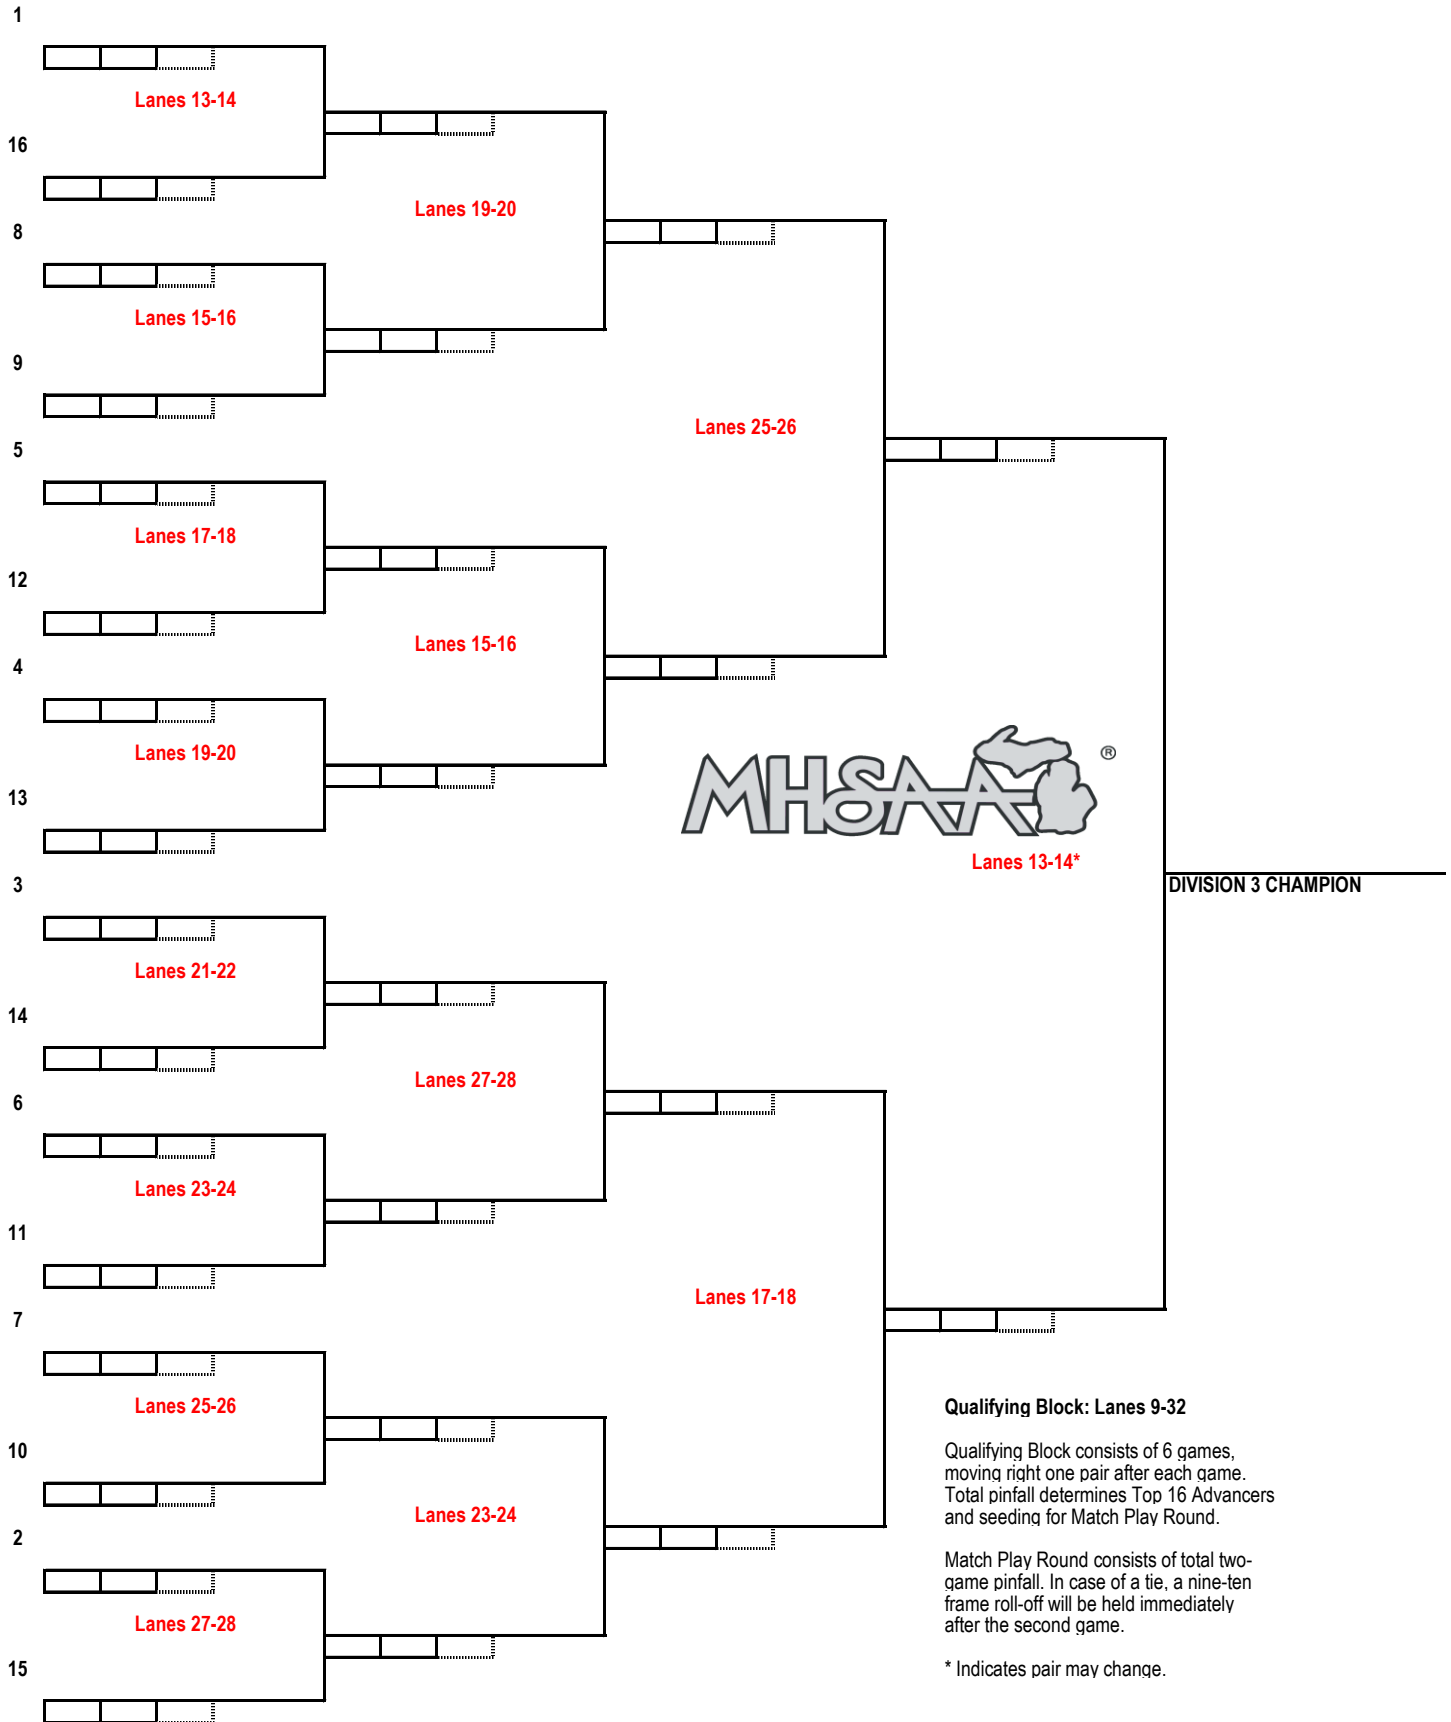 1
Lanes 13-14
16
Lanes 19-20
8
Lanes 15-16
9
Lanes 25-26
5
Lanes 17-18
12
Lanes 15-16
4
Lanes 19-20
13
MHSAA®
Lanes 13-14*
DIVISION 3 CHAMPION
3
Lanes 21-22
14
Lanes 27-28
6
Lanes 23-24
11
Lanes 17-18
7
Lanes 25-26
10
Lanes 23-24
2
Lanes 27-28
15
Qualifying Block: Lanes 9-32
Qualifying Block consists of 6 games,
moving right one pair after each game.
Total pinfall determines Top 16 Advancers
and seeding for Match Play Round.
Match Play Round consists of total two-
game pinfall. In case of a tie, a nine-ten
frame roll-off will be held immediately
after the second game.
* Indicates pair may change.